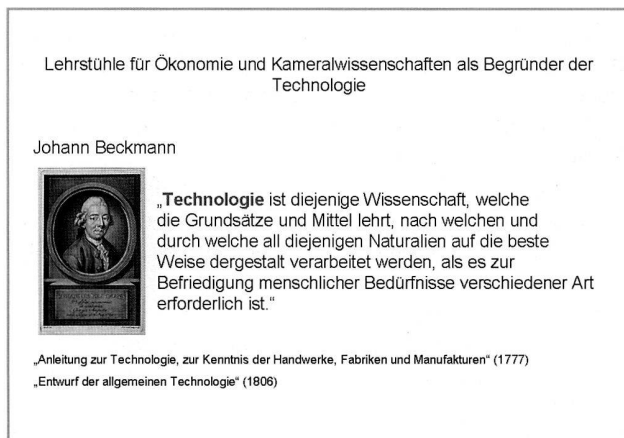 Lehrstühle für Ökonomie und Kameralwissenschaften als Begründer der
Technologie
Johann Beckmann
„Technologie ist diejenige Wissenschaft, welche
die Grundsätze und Mittel lehrt, nach welchen und
durch welche all diejenigen Naturalien auf die beste
Weise dergestalt verarbeitet werden, als es zur
Befriedigung menschlicher Bedürfnisse verschiedener Art
erforderlich ist.“
„Anleitung zur Technologie, zur Kenntnis der Handwerke, Fabriken und Manufakturen“ (1777)
„Entwurf der allgemeinen Technologie“ (1806)